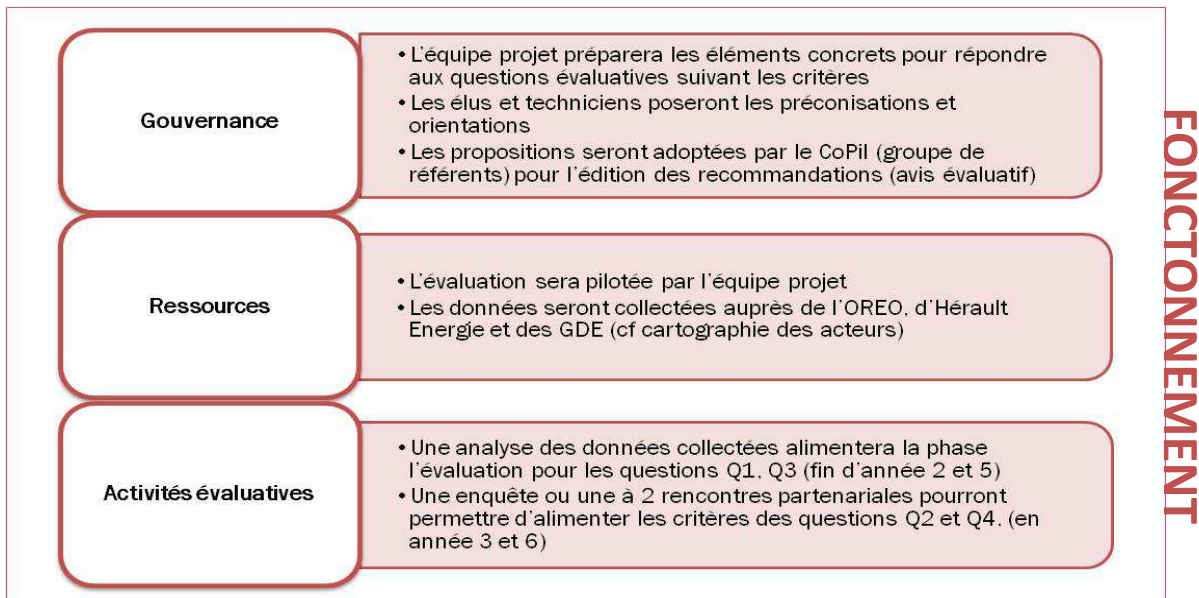 Gouvernance
• L'équipe projet préparera les éléments concrets pour répondre
aux questions évaluatives suivant les critères
• Les élus et techniciens poseront les préconisations et
orientations
• Les propositions seront adoptées par le CoPil (groupe de
référents) pour l'édition des recommandations (avis évaluatif)
Ressources
• L'évaluation sera pilotée par l'équipe projet
• Les données seront collectées auprès de l'OREO, d'Hérault
Energie et des GDE (cf cartographie des acteurs)
Activités évaluatives
• Une analyse des données collectées alimentera la phase
l'évaluation pour les questions Q1, Q3 (fin d'année 2 et 5)
• Une enquête ou une à 2 rencontres partenariales pourront
permettre d'alimenter les critères des questions Q2 et Q4. (en
année 3 et 6)
FONCTONNEMENT